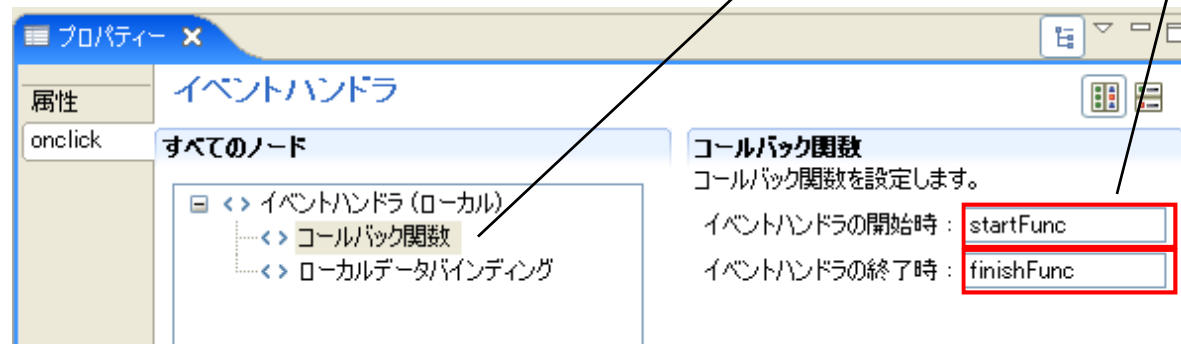 プロパティー
属性
onclick
イベントハンドラ
すべてのノード
イベントハンドラ（ローカル）
コールバック関数
ローカルデータバインディング
コールバック関数
コールバック関数を設定します。
イベントハンドラの開始時： startFunc
イベントハンドラの終了時： finishFunc